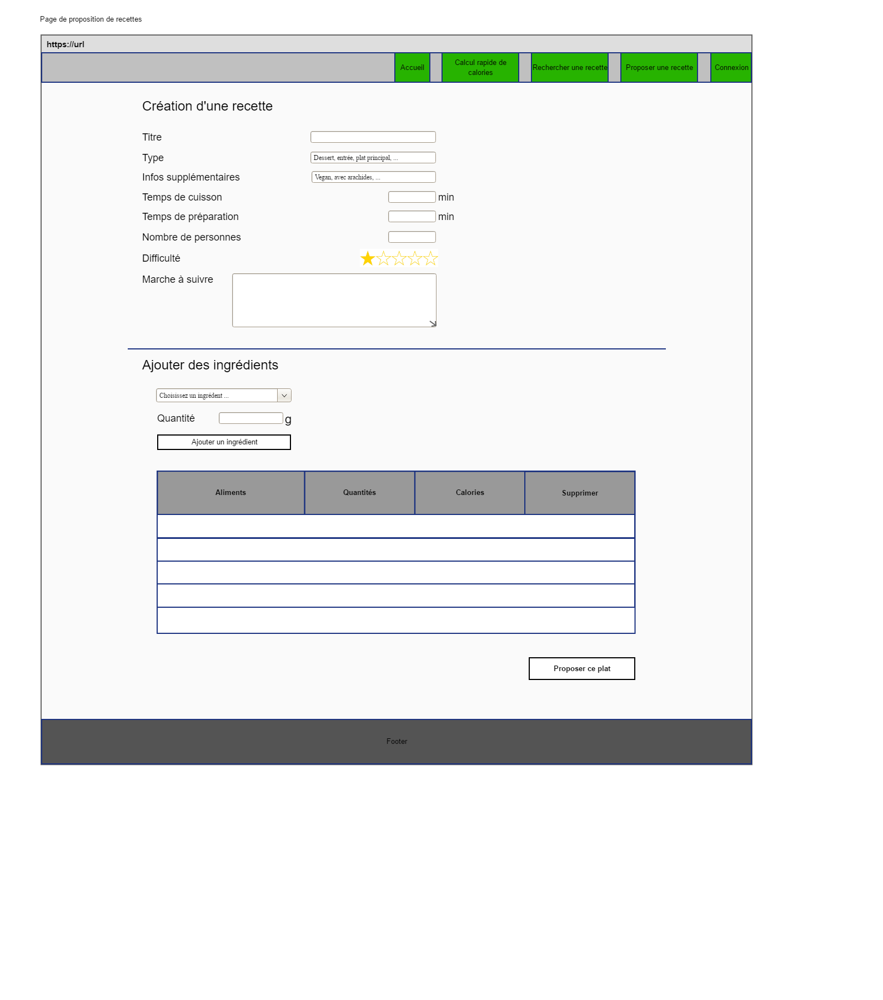 Page de proposition de recettes
https://url
Accueil
Calcul rapide de
calories
Rechercher une recette
Proposer une recette
Connexion
Création d'une recette
Titre
Type
Dessert, entrée, plat principal, ...
Infos supplémentaires
Vegan, avec arachides, ...
Temps de cuisson
min
Temps de préparation
min
Nombre de personnes
Difficulté
Marche à suivre
Ajouter des ingrédients
Choisissez un ingrédent ...
Quantité
g
Ajouter un ingrédient
Aliments
Quantités
Calories
Supprimer
Proposer ce plat
Footer